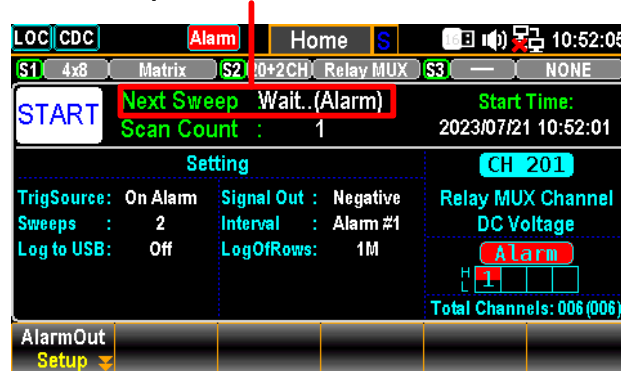 LOC CDC Alarm Home S 16 10:52:05
S1 4x8 Matrix S2 20+2CH Relay MUX S3 — NONE
START Next Sweep : Wait..(Alarm) Start Time:
Scan Count : 1 2023/07/21 10:52:01
Setting CH 201
TrigSource: On Alarm Signal Out : Negative Relay MUX Channel
Sweeps : 2 Interval : Alarm #1 DC Voltage
Log to USB: Off LogOfRows: 1M Alarm
H 1
L
Total Channels: 006(006)
AlarmOut
Setup